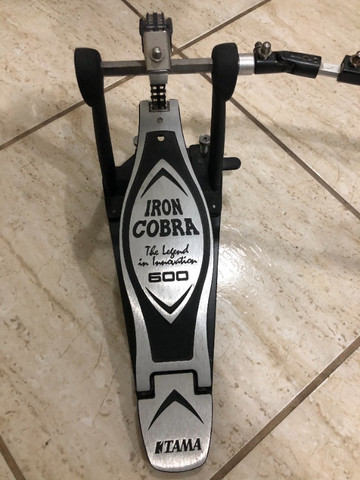 IRON
COBRA
The Legend
in Innovation
600
TAMA